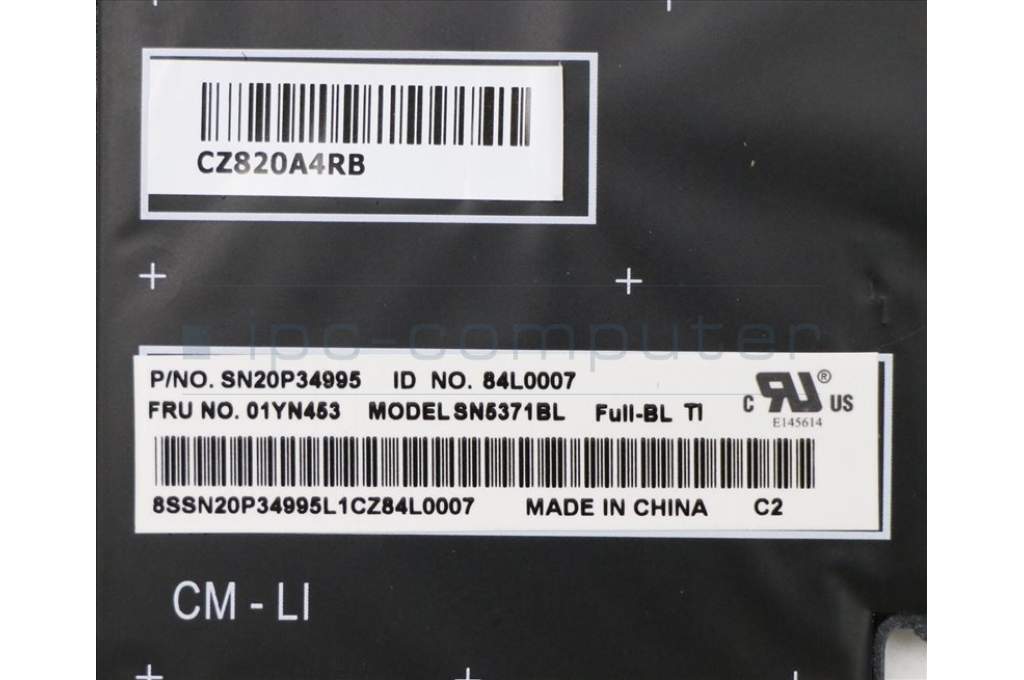 CZ820A4RB
ipc-computer
P/NO. SN20P34995 ID NO. 84L0007
FRU NO. 01YN453 MODEL SN5371BL Full-BL TI
C RU ® US
E145614
8SSN20P34995L1CZ84L0007 MADE IN CHINA C2
CM - LI